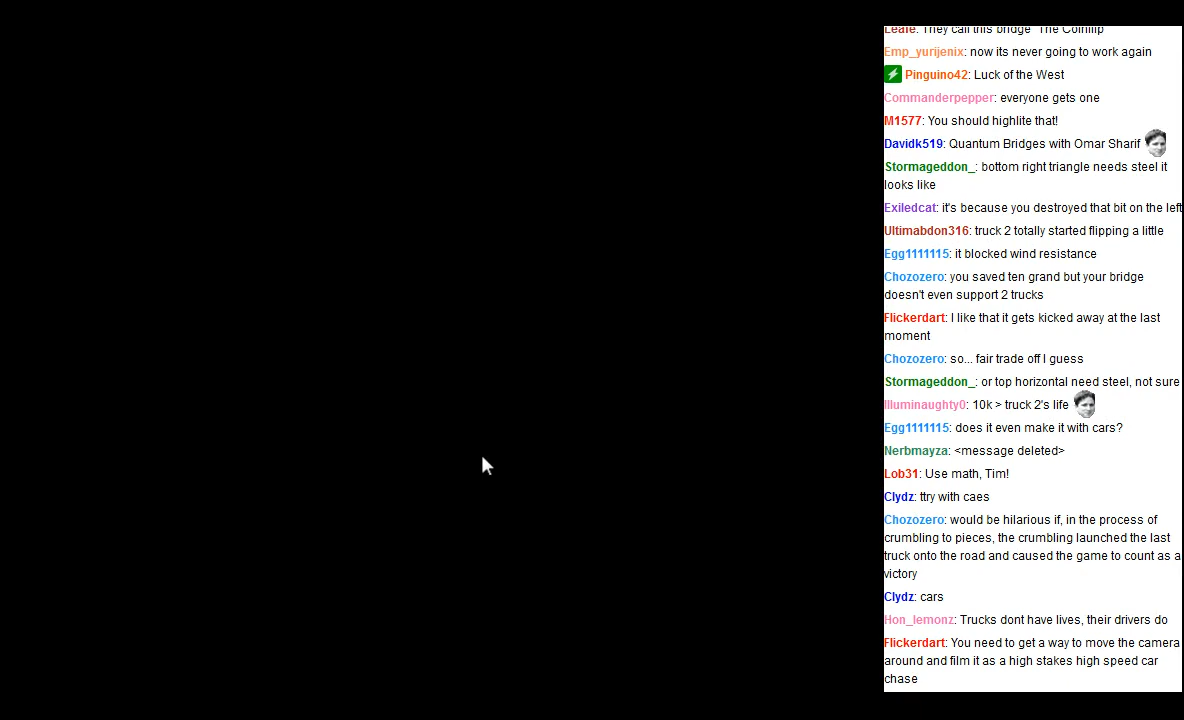 Leafe: They call this bridge "The Coinflip"
Emp_yurijenix: now its never going to work again
Pinguino42: Luck of the West
Commanderpepper: everyone gets one
M1577: You should highlite that!
Davidk519: Quantum Bridges with Omar Sharif
Stormageddon_: bottom right triangle needs steel it
looks like
Exiledcat: it's because you destroyed that bit on the left
Ultimabdon316: truck 2 totally started flipping a little
Egg1111115: it blocked wind resistance
Chozozero: you saved ten grand but your bridge
doesn't even support 2 trucks
Flickerdart: I like that it gets kicked away at the last
moment
Chozozero: so... fair trade off I guess
Stormageddon_: or top horizontal need steel, not sure
Illuminaughty0: 10k > truck 2's life
Egg1111115: does it even make it with cars?
Nerbmayza: <message deleted>
Lob31: Use math, Tim!
Clydz: ttry with caes
Chozozero: would be hilarious if, in the process of
crumbling to pieces, the crumbling launched the last
truck onto the road and caused the game to count as a
victory
Clydz: cars
Hon_lemonz: Trucks dont have lives, their drivers do
Flickerdart: You need to get a way to move the camera
around and film it as a high stakes high speed car
chase